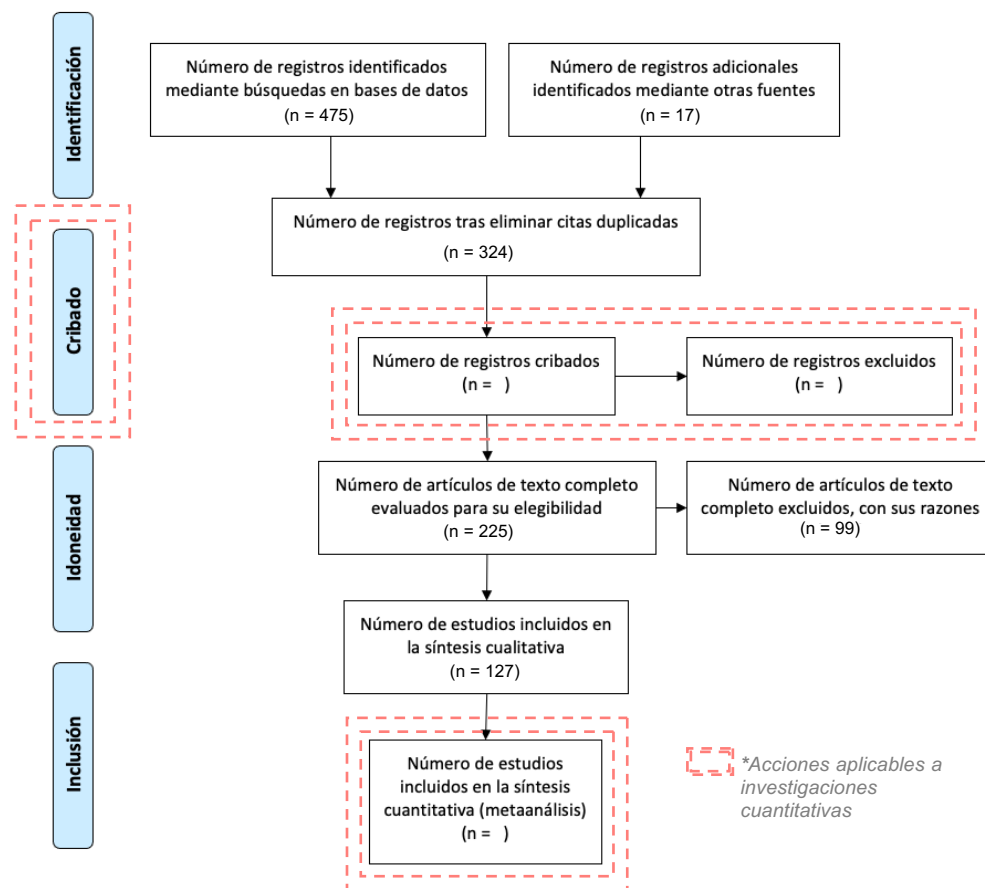 Identificación
Número de registros identificados
mediante búsquedas en bases de datos
(n = 475)
Número de registros adicionales
identificados mediante otras fuentes
(n = 17)
Número de registros tras eliminar citas duplicadas
(n = 324)
Cribado
Número de registros cribados
(n =   )
Número de registros excluidos
(n =   )
Idoneidad
Número de artículos de texto completo
evaluados para su elegibilidad
(n = 225)
Número de artículos de texto
completo excluidos, con sus razones
(n = 99)
Número de estudios incluidos en
la síntesis cualitativa
(n = 127)
Inclusión
Número de estudios
incluidos en la síntesis
cuantitativa (metaanálisis)
(n =   )
*Acciones aplicables a
investigaciones
cuantitativas